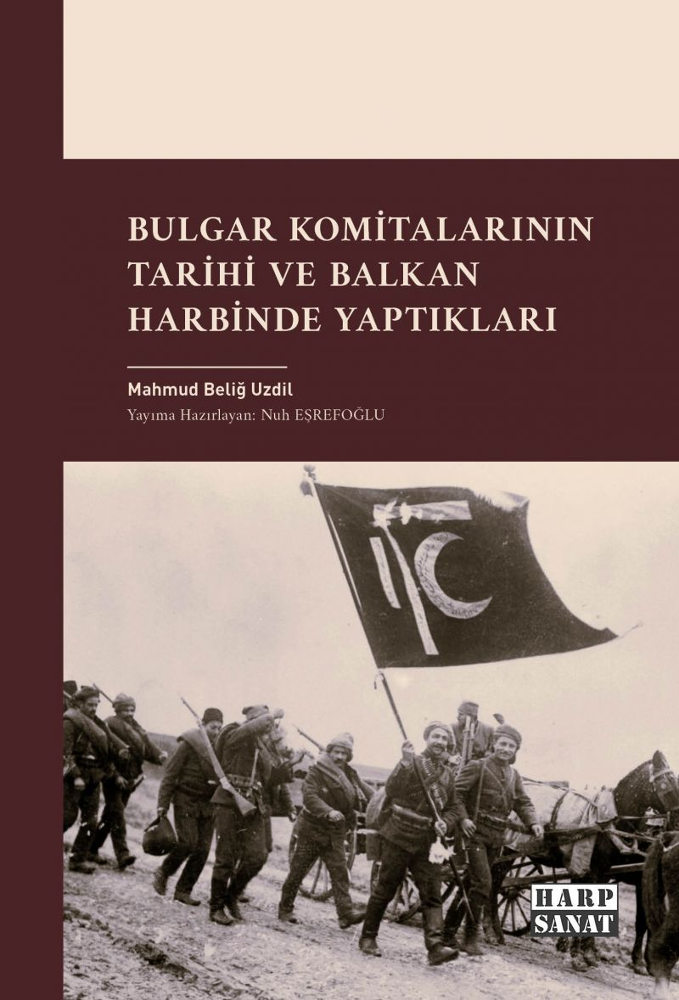 BULGAR KOMİTALARININ
TARİHİ VE BALKAN
HARBİNDE YAPTIKLARI
Mahmud Beliğ Uzdil
Yayıma Hazırlayan: Nuh EŞREFOĞLU
HARP
SANAT